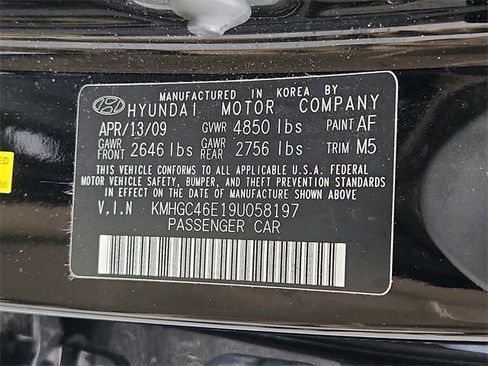 MANUFACTURED IN KOREA BY
HYUNDAI MOTOR COMPANY
APR/13/09 GVWR 4850 lbs PAINT AF
GAWR FRONT 2646 lbs GAWR REAR 2756 lbs TRIM M5
THIS VEHICLE CONFORMS TO ALL APPLICABLE U.S.A. FEDERAL
MOTOR VEHICLE SAFETY, BUMPER, AND THEFT PREVENTION STANDARDS
IN EFFECT ON THE DATE OF MANUFACTURE SHOWN ABOVE.
V.I.N KMHGC46E19U058197
PASSENGER CAR